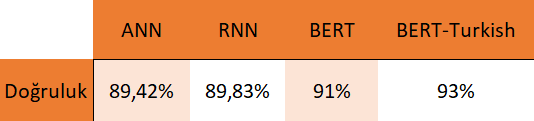 ANN RNN BERT BERT-Turkish
Doğruluk 89,42% 89,83% 91% 93%